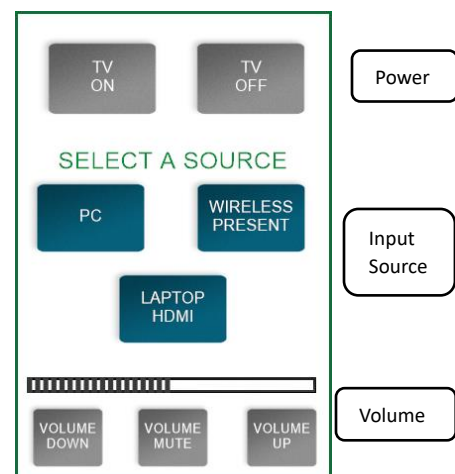 TV
ON
TV
OFF
Power
SELECT A SOURCE
PC
WIRELESS
PRESENT
Input
Source
LAPTOP
HDMI
VOLUME
DOWN
VOLUME
MUTE
VOLUME
UP
Volume